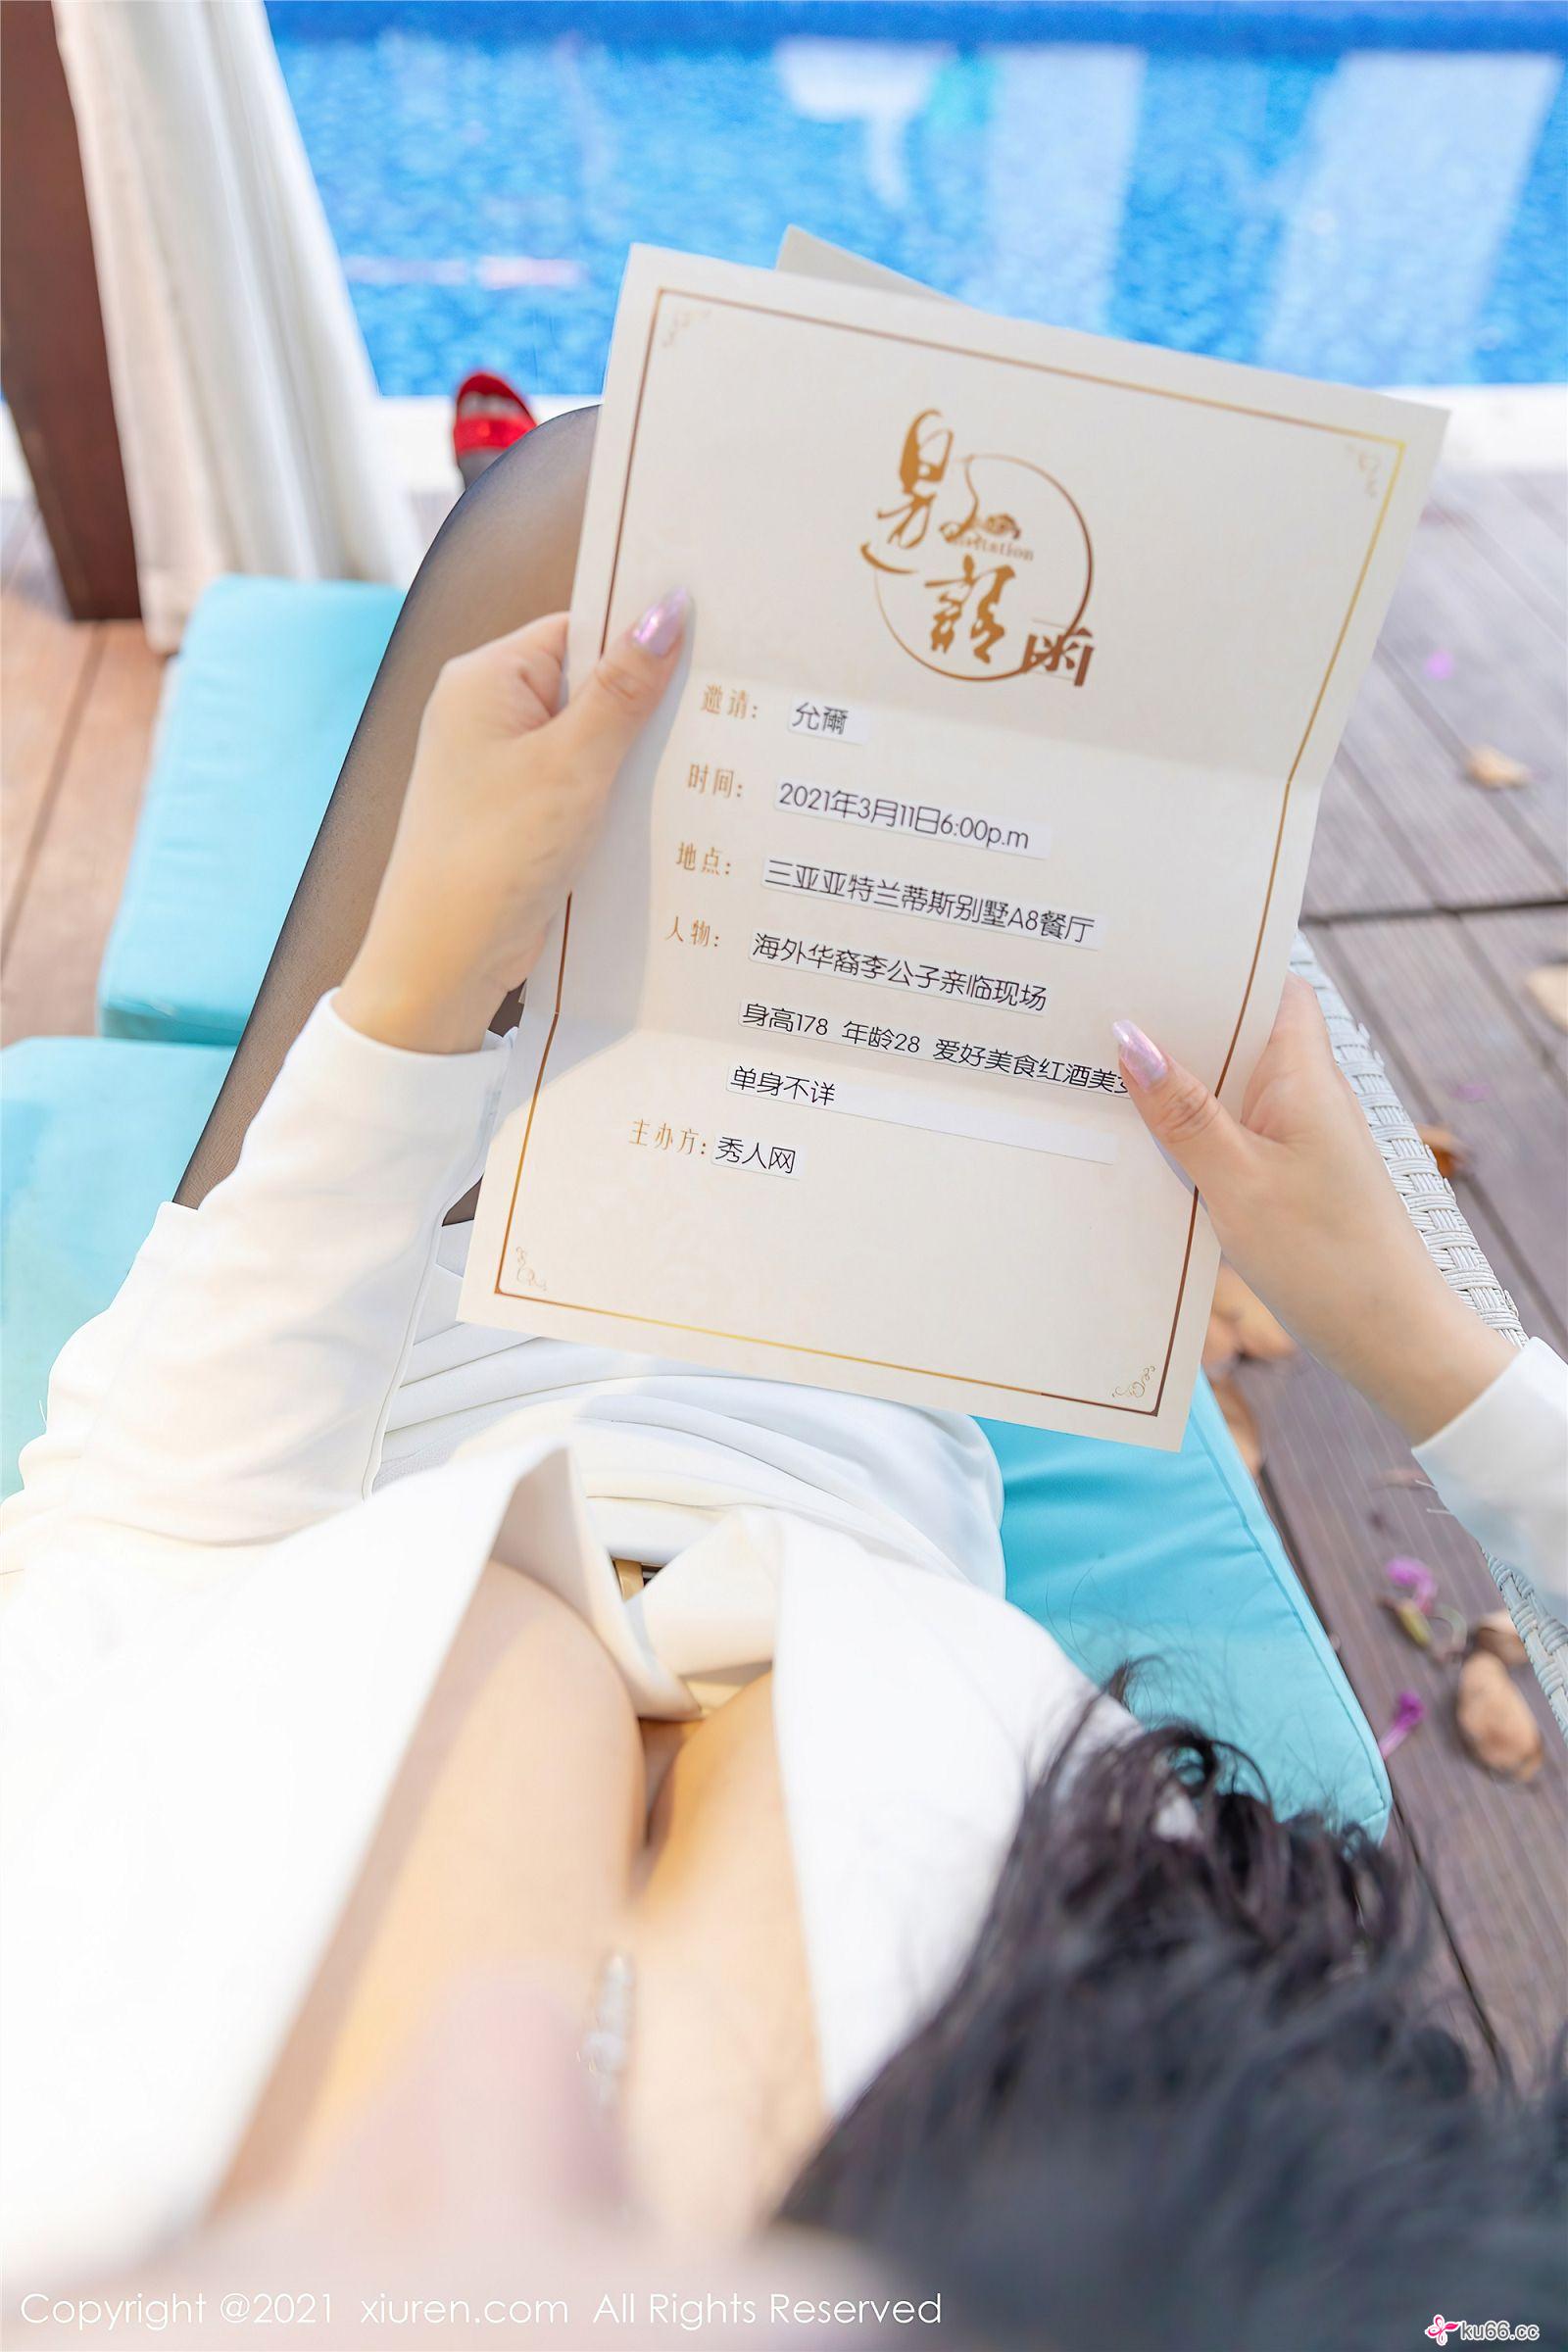 邀請函
邀请: 允爾
时间: 2021年3月11日6:00p.m
地点: 三亚亚特兰蒂斯别墅A8餐厅
人物: 海外华裔李公子亲临现场
身高178 年龄28 爱好美食红酒美
单身不详
主办方: 秀人网
Copyright @2021 xiuren.com All Rights Reserved
ku66.cc